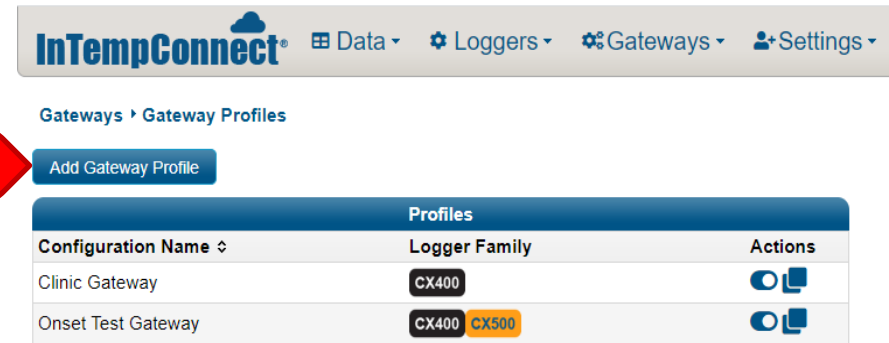 InTempConnect® Data Loggers Gateways Settings
Gateways Gateway Profiles
Add Gateway Profile
Profiles
Configuration Name Logger Family Actions
Clinic Gateway CX400
Onset Test Gateway CX400 CX500